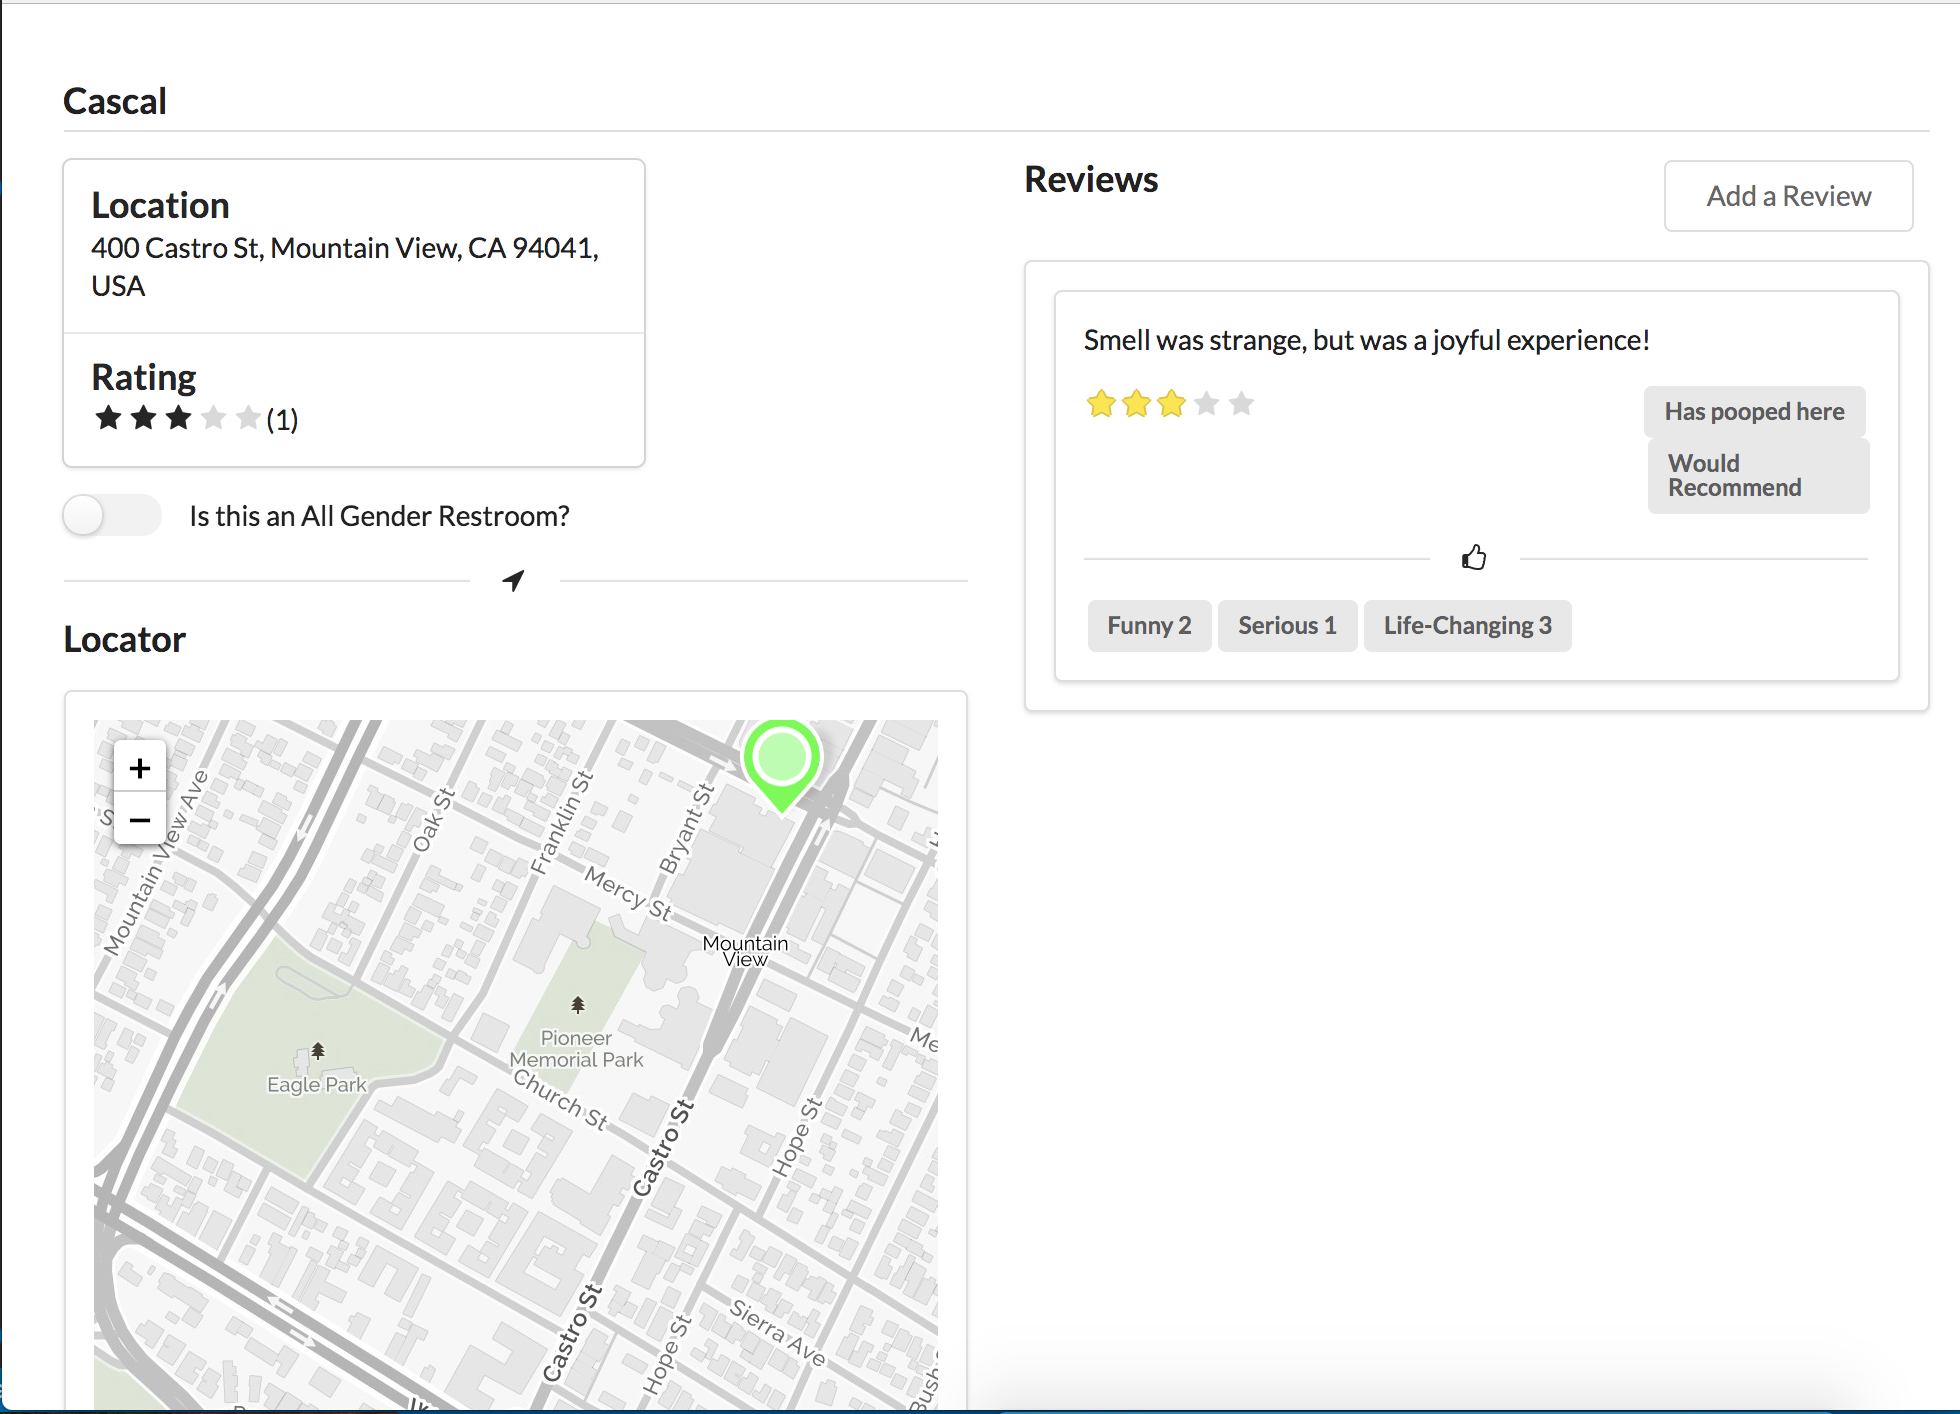 Cascal
Location
400 Castro St, Mountain View, CA 94041,
USA
Rating
(1)
Is this an All Gender Restroom?
Locator
+
−
Mountain View Ave
Oak St
Franklin St
Bryant St
Mercy St
Mountain
View
Pioneer
Memorial Park
Eagle Park
Church St
Castro St
Hope St
Castro St
Hope St
Sierra Ave
Reviews
Add a Review
Smell was strange, but was a joyful experience!
Has pooped here
Would
Recommend
Funny 2
Serious 1
Life-Changing 3